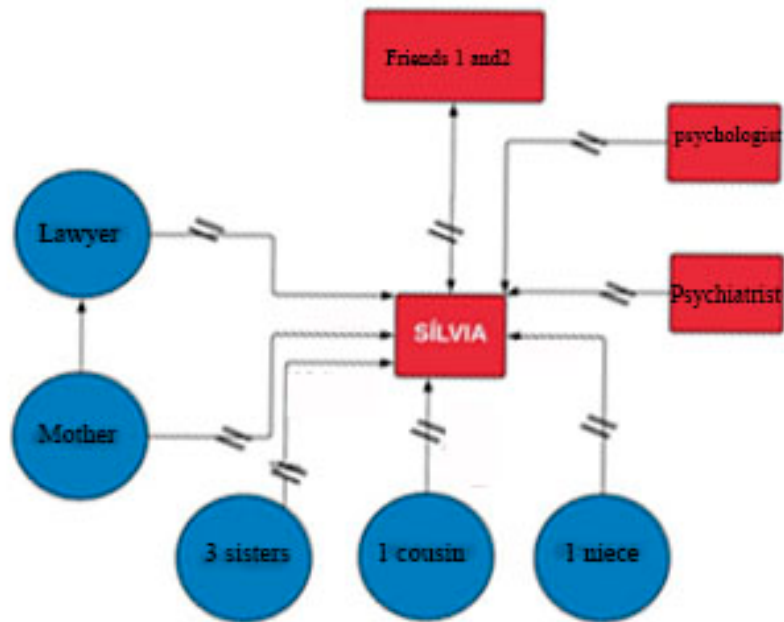 Friends 1 and2
psychologist
Lawyer
Psychiatrist
SÍLVIA
Mother
3 sisters
1 cousin
1 niece